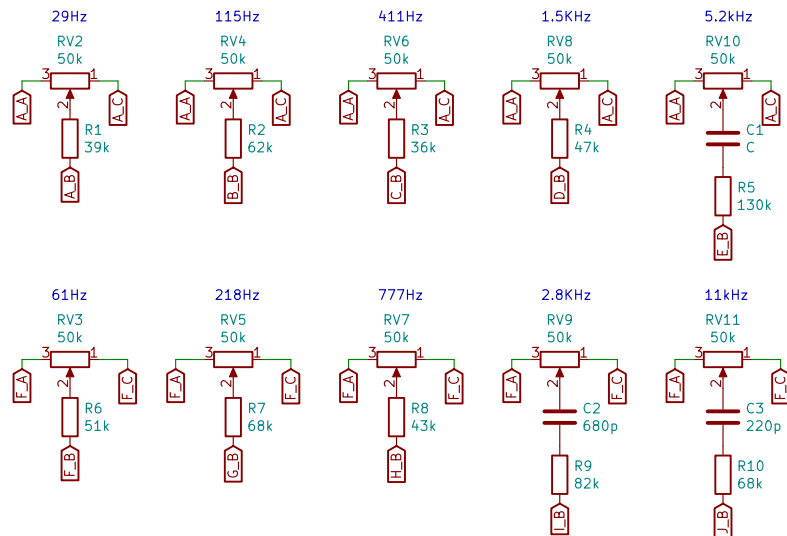 29Hz 115Hz 411Hz 1.5KHz 5.2kHz
RV2 RV4 RV6 RV8 RV10
50k 50k 50k 50k 50k
3 1 3 1 3 1 3 1 3 1
A_A 2 A_C A_A 2 A_C A_A 2 A_C A_A 2 A_C A_A 2 A_C
R1 R2 R3 R4 C1
39k 62k 36k 47k C
A_B B_B C_B D_B
R5
130k
E_B
61Hz 218Hz 777Hz 2.8KHz 11kHz
RV3 RV5 RV7 RV9 RV11
50k 50k 50k 50k 50k
3 1 3 1 3 1 3 1 3 1
F_A 2 F_C F_A 2 F_C F_A 2 F_C F_A 2 F_C F_A 2 F_C
R6 R7 R8 C2 C3
51k 68k 43k 680p 220p
F_B G_B H_B
R9 R10
82k 68k
I_B J_B